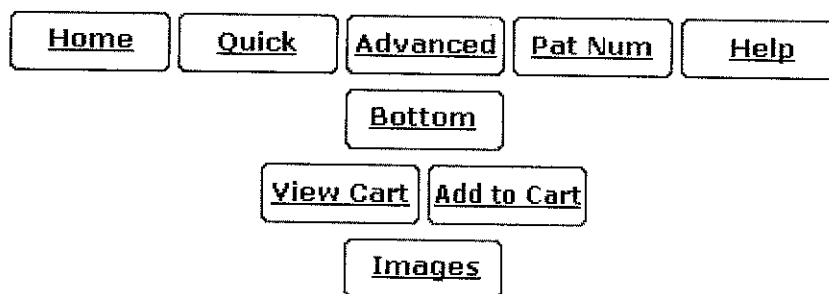 Home Quick Advanced Pat Num Help
Bottom
View Cart Add to Cart
Images